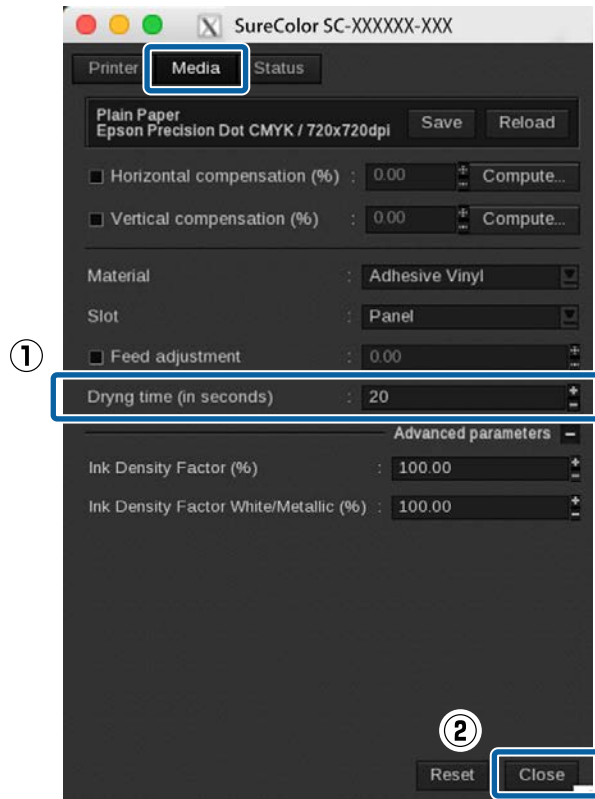 SureColor SC-XXXXXX-XXX
Printer Media Status
Plain Paper
Epson Precision Dot CMYK / 720x720dpi Save Reload
Horizontal compensation (%) : 0.00 Compute...
Vertical compensation (%) : 0.00 Compute...
Material : Adhesive Vinyl
Slot : Panel
① Feed adjustment : 0.00
Dryng time (in seconds) : 20
Advanced parameters
Ink Density Factor (%) : 100.00
Ink Density Factor White/Metallic (%) : 100.00
②
Reset Close